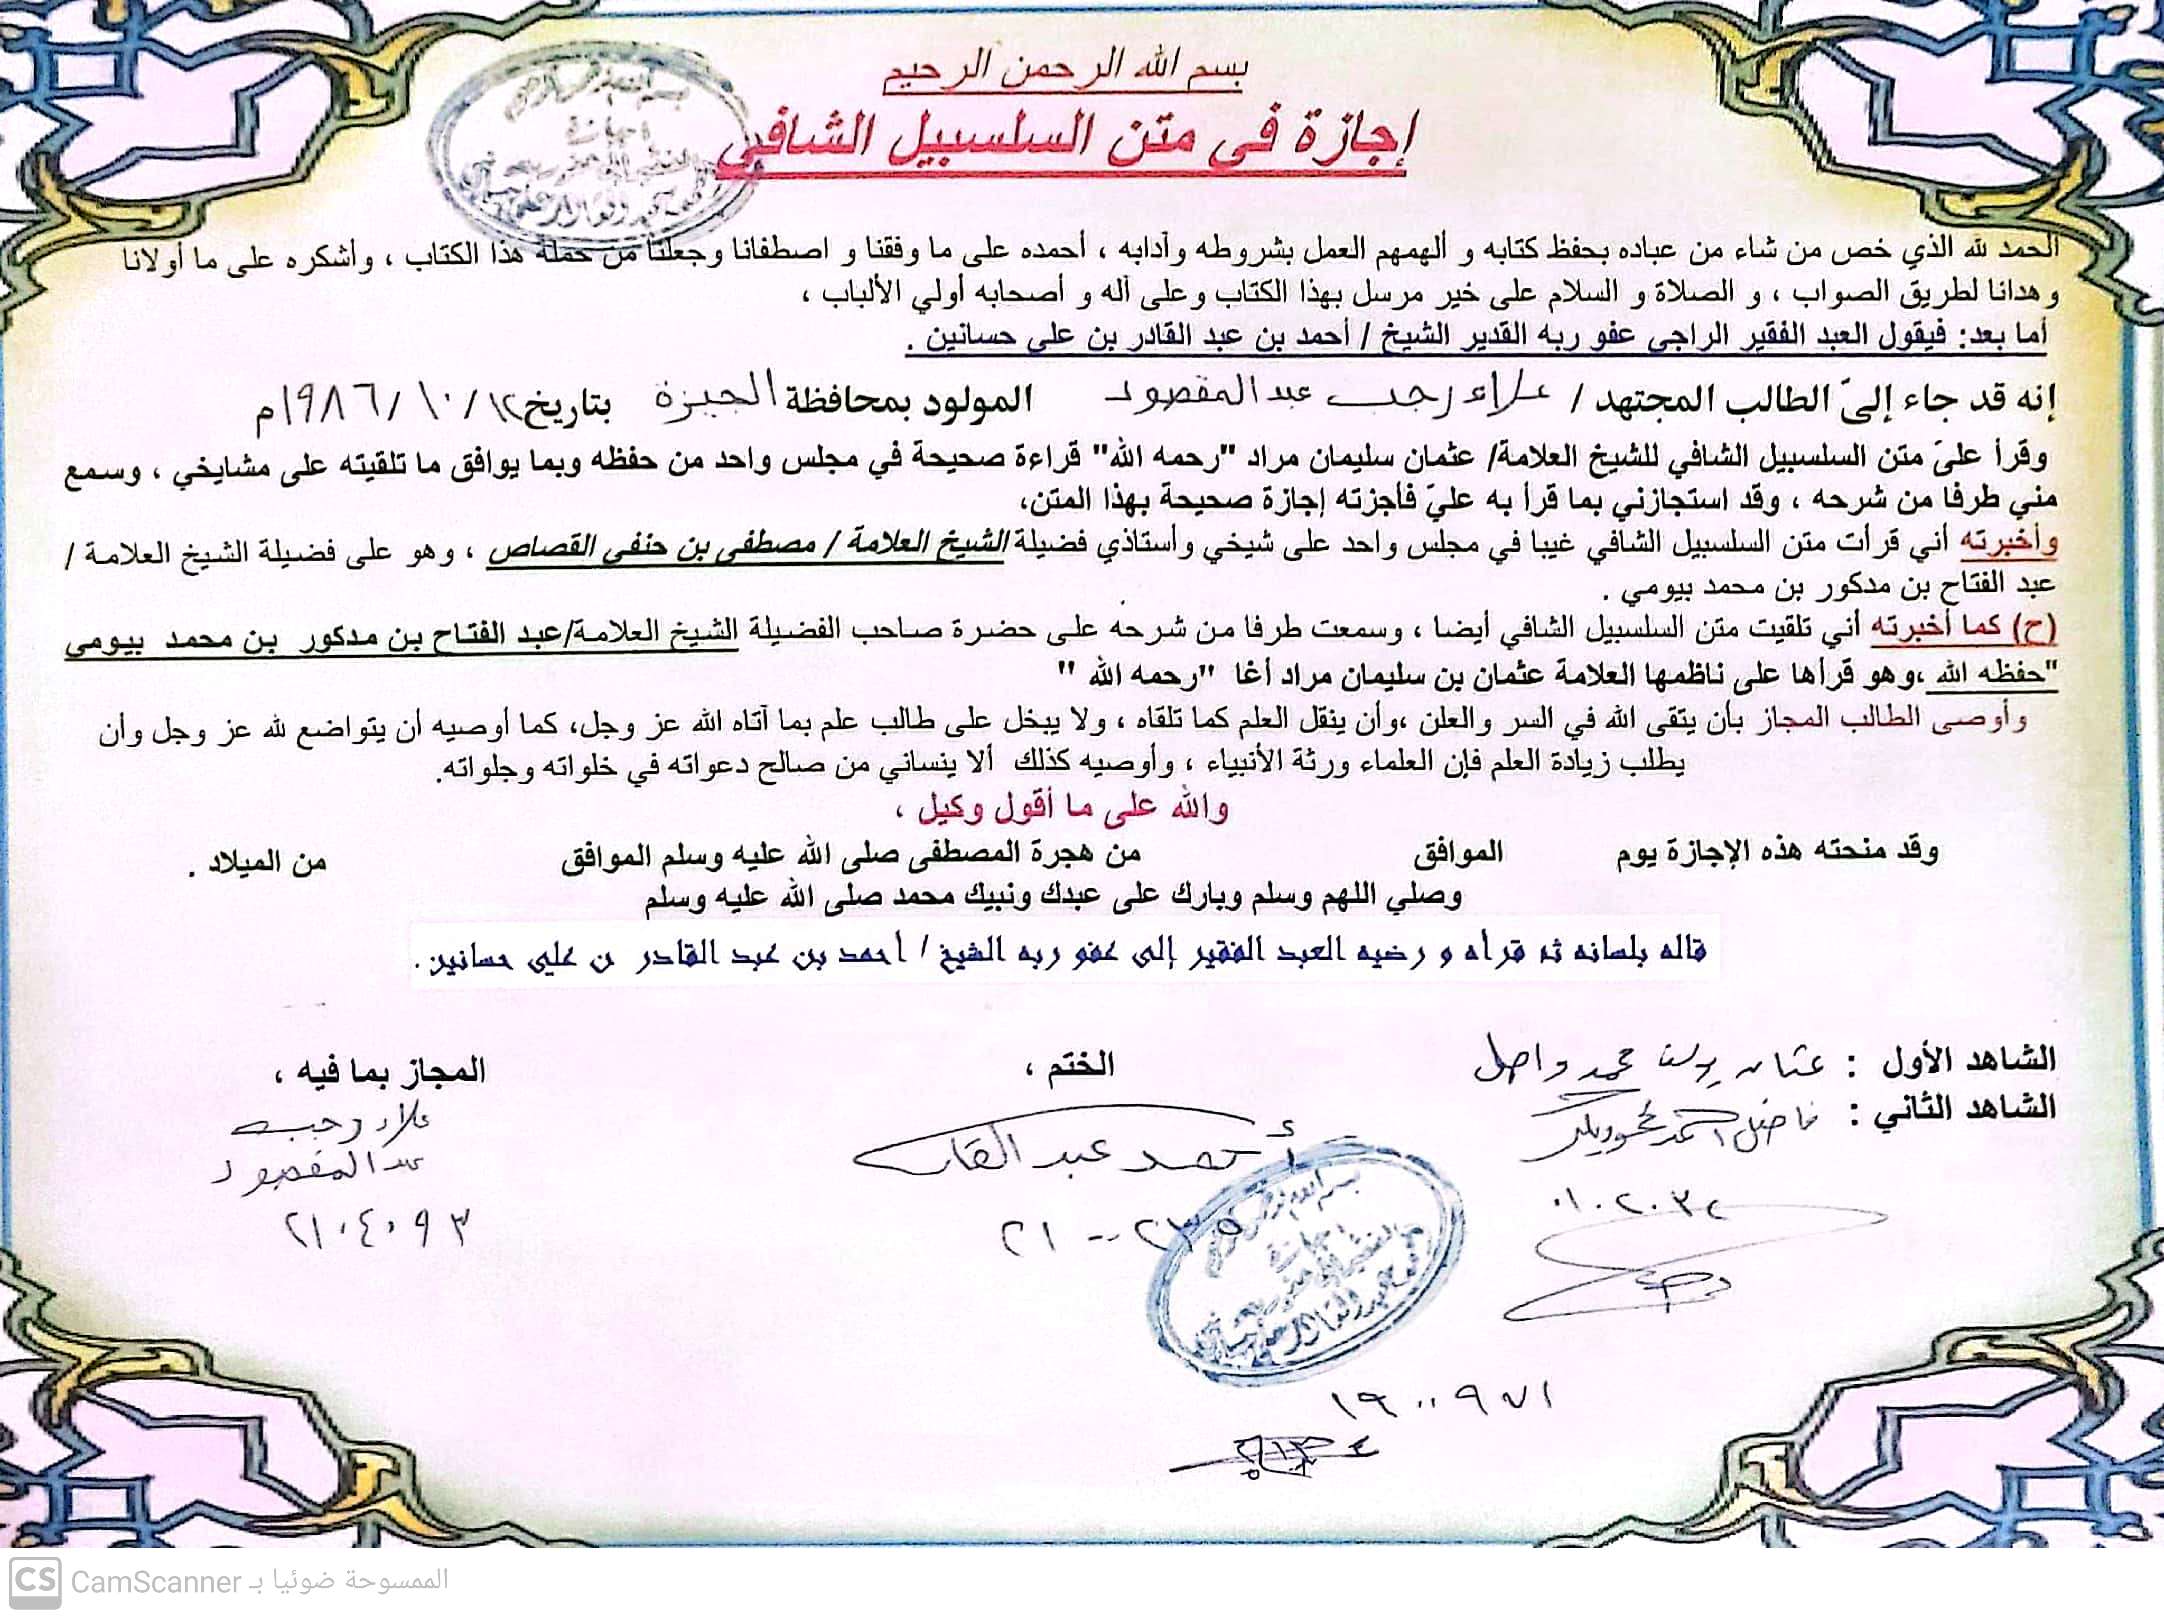 بسم الله الرحمن الرحيم
إجازة في متن السلسبيل الشافي
الحمد لله الذي خص من شاء من عباده بحفظ كتابه و ألهمهم العمل بشروطه وآدابه ، أحمده على ما وفقنا و اصطفانا وجعلنا من حملة هذا الكتاب ، وأشكره على ما أولانا
وهدانا لطريق الصواب ، و الصلاة و السلام على خير مرسل بهذا الكتاب وعلى آله و أصحابه أولي الألباب ،
أما بعد: فيقول العبد الفقير الراجي عفو ربه القدير الشيخ / أحمد بن عبد القادر بن علي حسانين .
إنه قد جاء إليّ الطالب المجتهد / علاء رجب عبد المقصود المولود بمحافظة الجيزة بتاريخ ١٢/ ١٠/ ١٩٨٦م
وقرأ عليّ متن السلسبيل الشافي للشيخ العلامة/ عثمان سليمان مراد "رحمه الله" قراءة صحيحة في مجلس واحد من حفظه وبما يوافق ما تلقيته على مشايخي ، وسمع
مني طرفا من شرحه ، وقد استجازني بما قرأ به عليّ فأجزته إجازة صحيحة بهذا المتن،
وأخبرته أني قرأت متن السلسبيل الشافي غيبا في مجلس واحد على شيخي وأستاذي فضيلة الشيخ العلامة / مصطفى بن حنفي القصاص ، وهو على فضيلة الشيخ العلامة /
عبد الفتاح بن مدكور بن محمد بيومي .
(ح) كما أخبرته أني تلقيت متن السلسبيل الشافي أيضا ، وسمعت طرفا من شرحه على حضرة صاحب الفضيلة الشيخ العلامة/عبد الفتاح بن مدكور بن محمد بيومي
"حفظه الله ،وهو قرأها على ناظمها العلامة عثمان بن سليمان مراد أغا "رحمه الله "
وأوصي الطالب المجاز بأن يتقى الله في السر والعلن ،وأن ينقل العلم كما تلقاه ، ولا يبخل على طالب علم بما آتاه الله عز وجل، كما أوصيه أن يتواضع لله عز وجل وأن
يطلب زيادة العلم فإن العلماء ورثة الأنبياء ، وأوصيه كذلك ألا ينساني من صالح دعواته في خلواته وجلواته.
والله على ما أقول وكيل ،
وقد منحته هذه الإجازة يوم الموافق من هجرة المصطفى صلى الله عليه وسلم الموافق من الميلاد .
وصلي اللهم وسلم وبارك على عبدك ونبيك محمد صلى الله عليه وسلم
قاله بلسانه ثم قرأه و رضيه العبد الفقير إلى عفو ربه الشيخ / أحمد بن عبد القادر ن علي حسانين.
الشاهد الأول : عثمان محمد واصل
الشاهد الثاني : فاضل
الختم ،
أحمد عبد القادر
المجاز بما فيه ،
علاء رجب
عبد المقصود
٢١٠٤٠٩٣
الممسوحة ضوئيا بـ CamScanner
CS